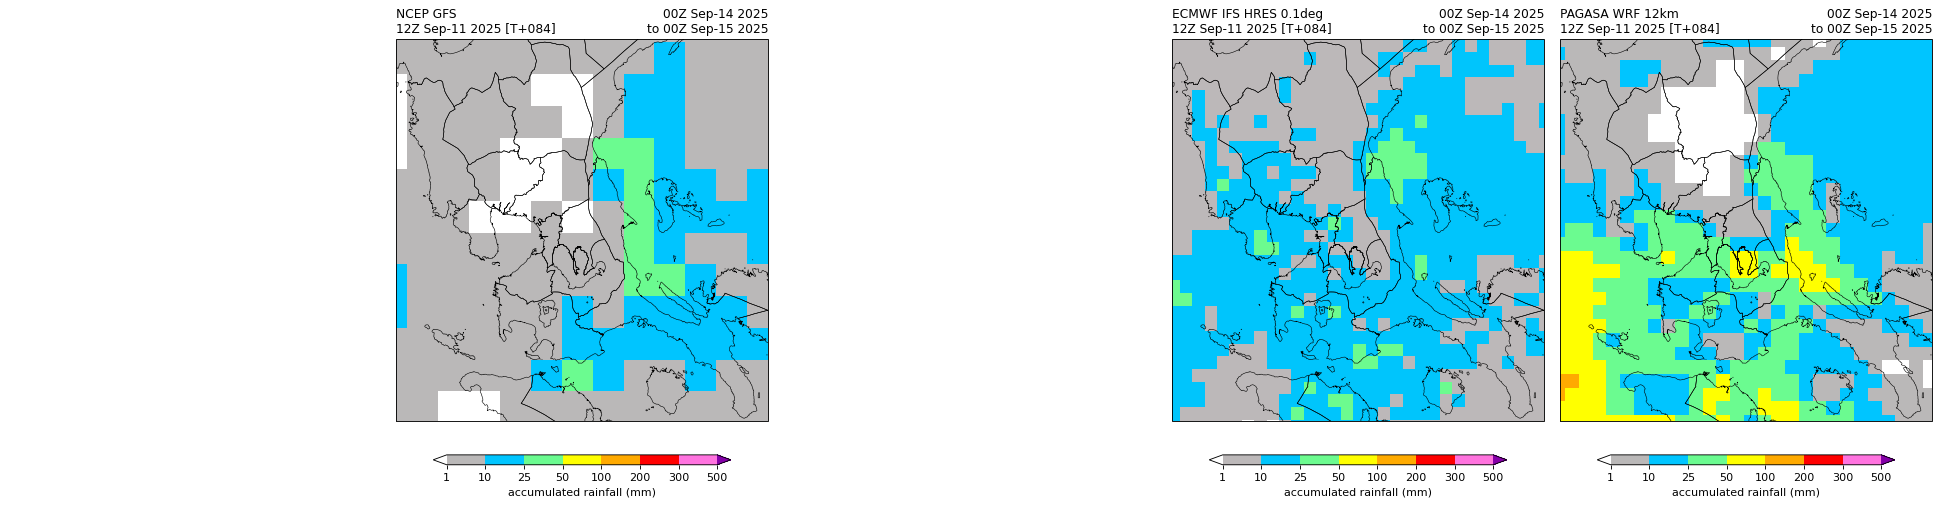 NCEP GFS 00Z Sep-14 2025
12Z Sep-11 2025 [T+084] to 00Z Sep-15 2025
1 10 25 50 100 200 300 500
accumulated rainfall (mm)
ECMWF IFS HRES 0.1deg 00Z Sep-14 2025
12Z Sep-11 2025 [T+084] to 00Z Sep-15 2025
1 10 25 50 100 200 300 500
accumulated rainfall (mm)
PAGASA WRF 12km 00Z Sep-14 2025
12Z Sep-11 2025 [T+084] to 00Z Sep-15 2025
1 10 25 50 100 200 300 500
accumulated rainfall (mm)